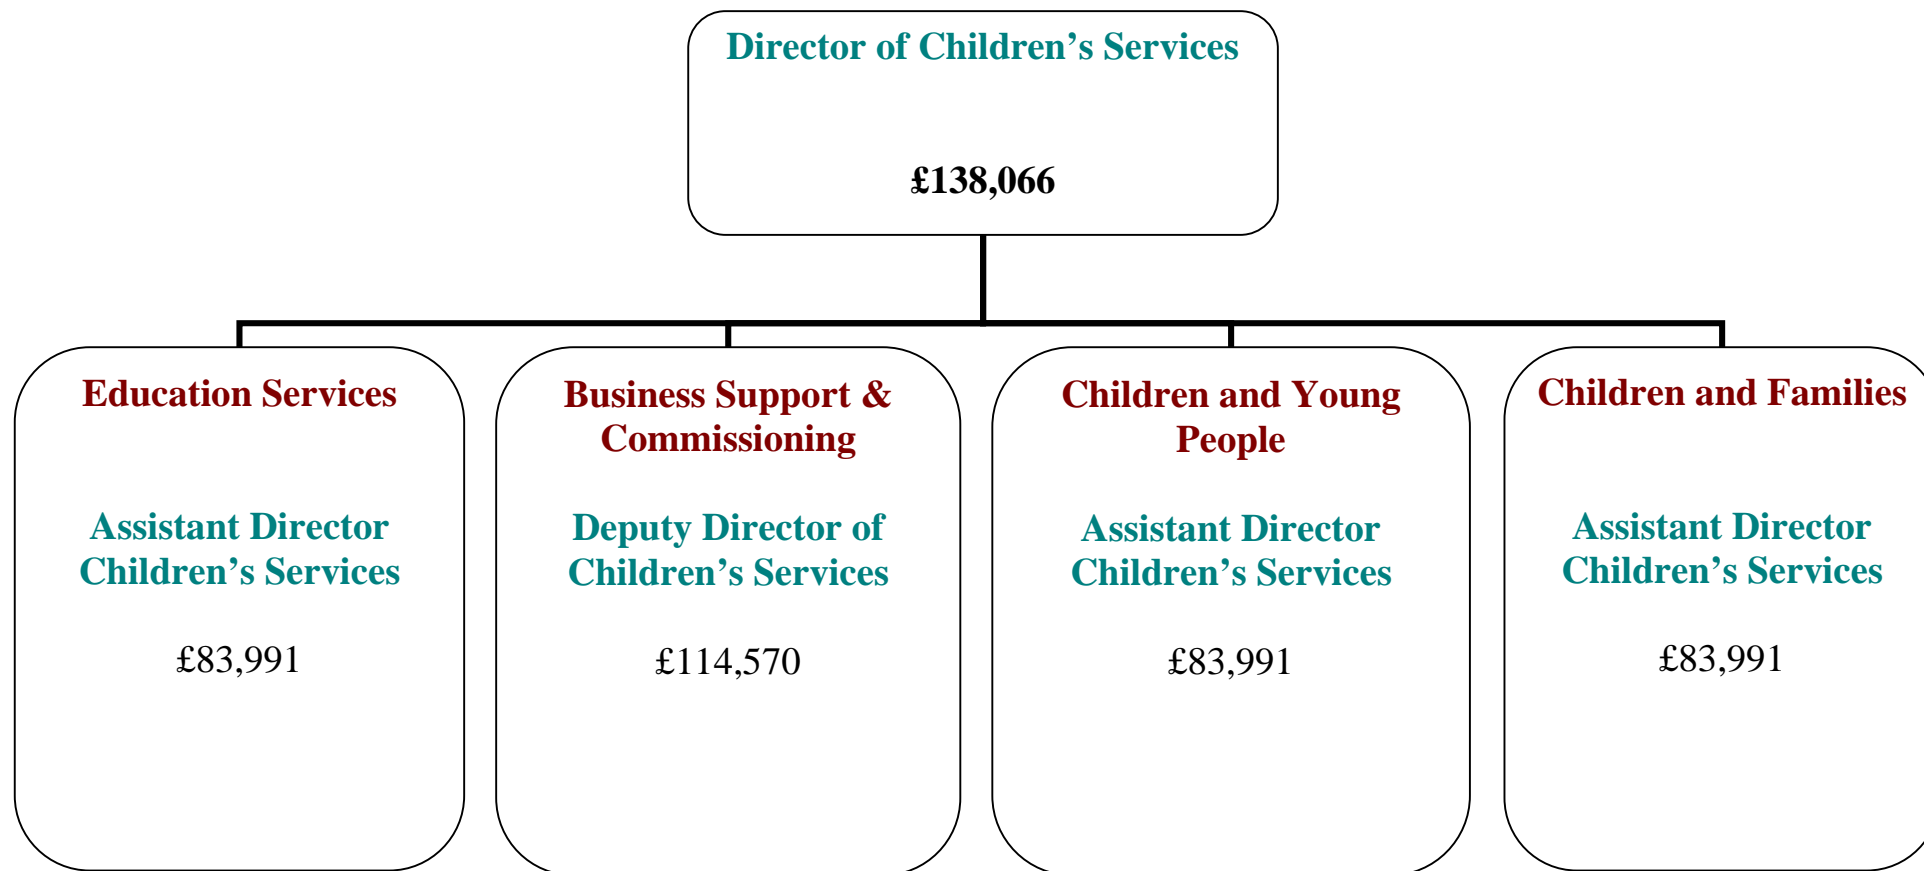 Director of Children’s Services
£138,066
Education Services
Assistant Director
Children’s Services
£83,991
Business Support &
Commissioning
Deputy Director of
Children’s Services
£114,570
Children and Young
People
Assistant Director
Children’s Services
£83,991
Children and Families
Assistant Director
Children’s Services
£83,991